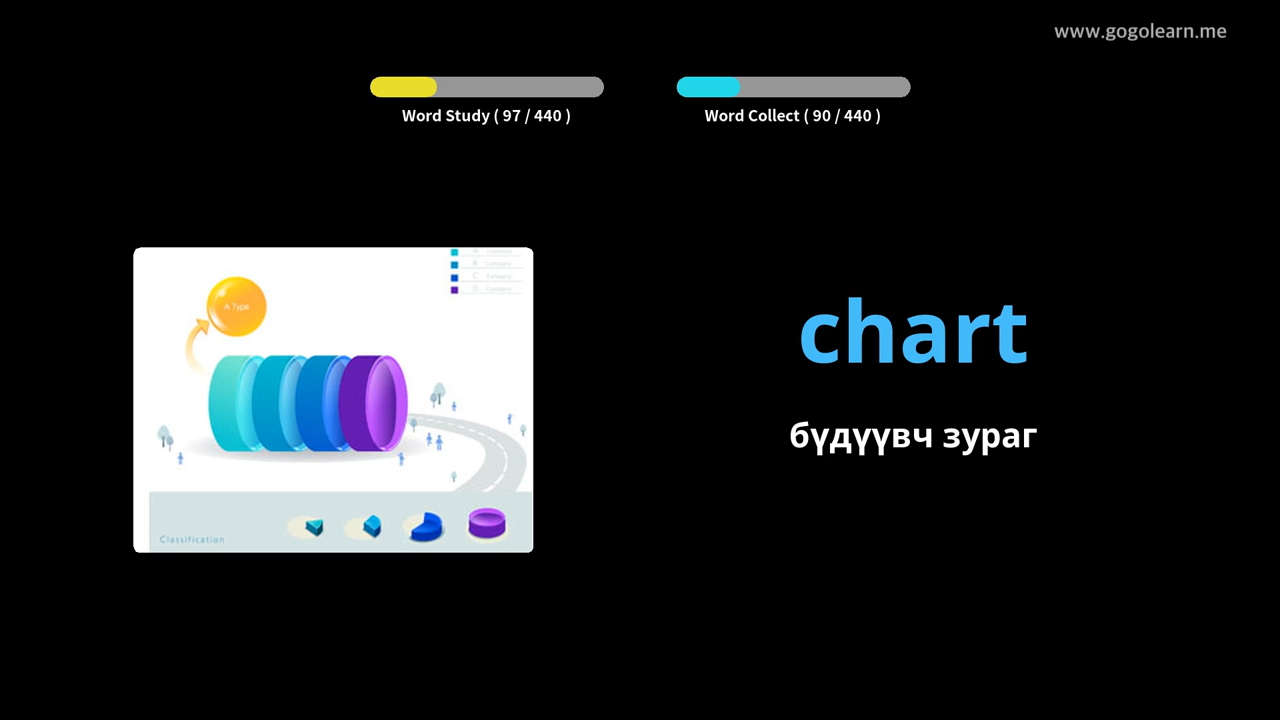 www.gogolearn.me
Word Study ( 97 / 440 )
Word Collect ( 90 / 440 )
A Type
A
B
C
D
chart
бүдүүвч зураг
Classification